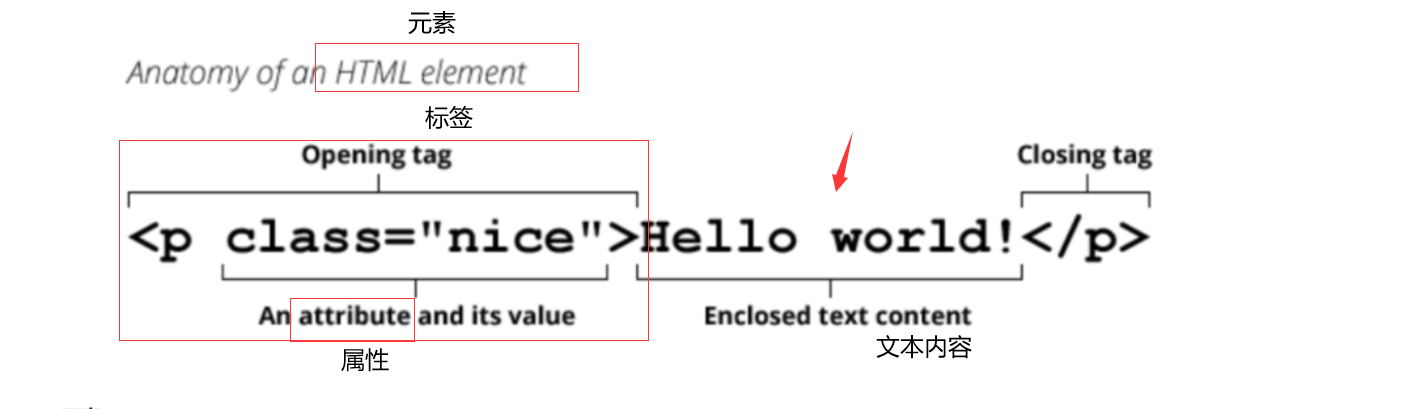 元素
Anatomy of an HTML element
标签
Opening tag
Closing tag
<p class="nice">Hello world!</p>
An attribute and its value
Enclosed text content
属性
文本内容